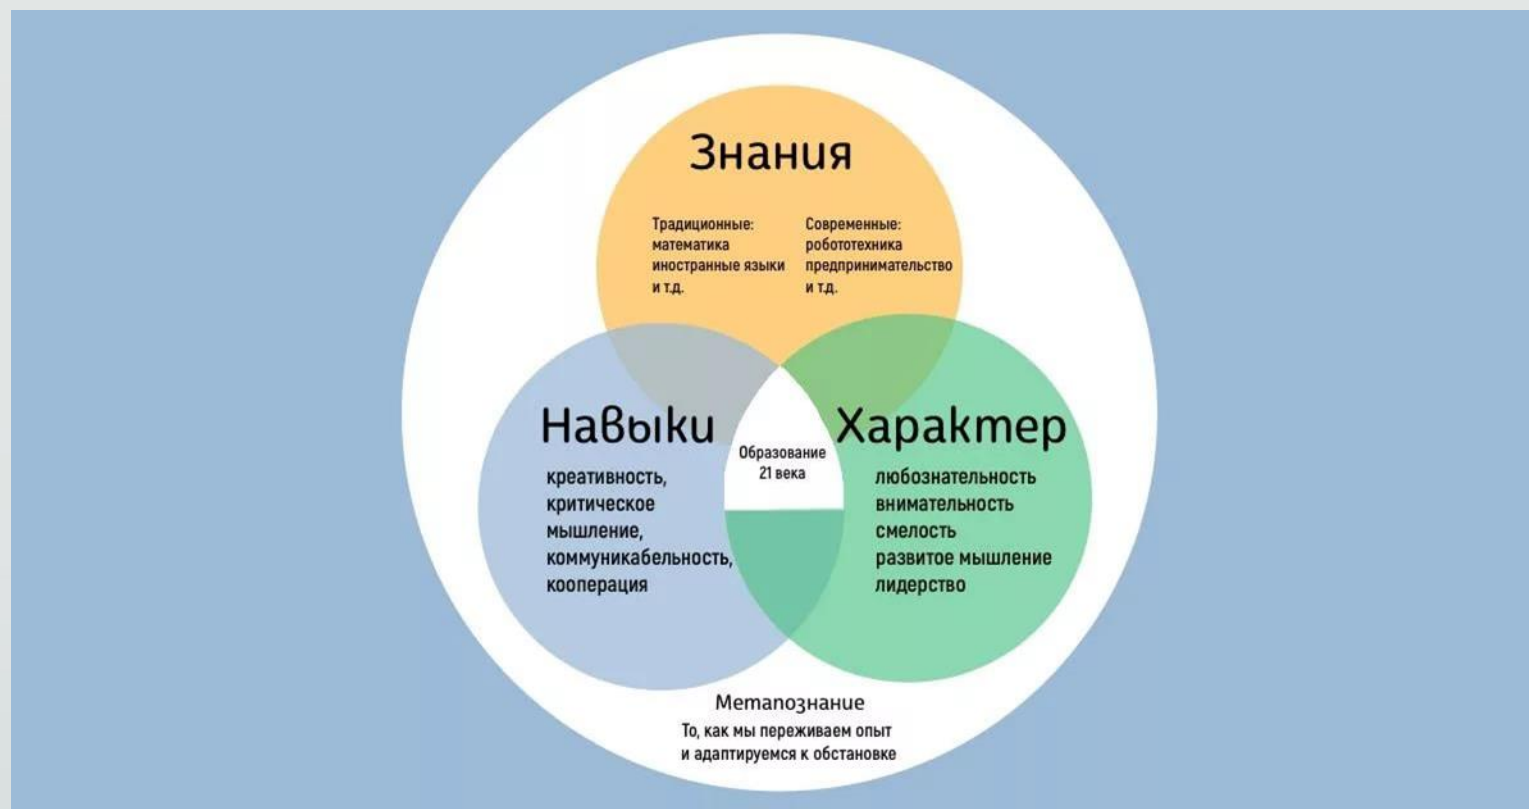 Знания
Традиционные:
математика
иностранные языки
и т.д.
Современные:
робототехника
предпринимательство
и т.д.
Навыки
креативность,
критическое
мышление,
коммуникабельность,
кооперация
Образование
21 века
Характер
любознательность
внимательность
смелость
развитое мышление
лидерство
Метапознание
То, как мы переживаем опыт
и адаптируемся к обстановке